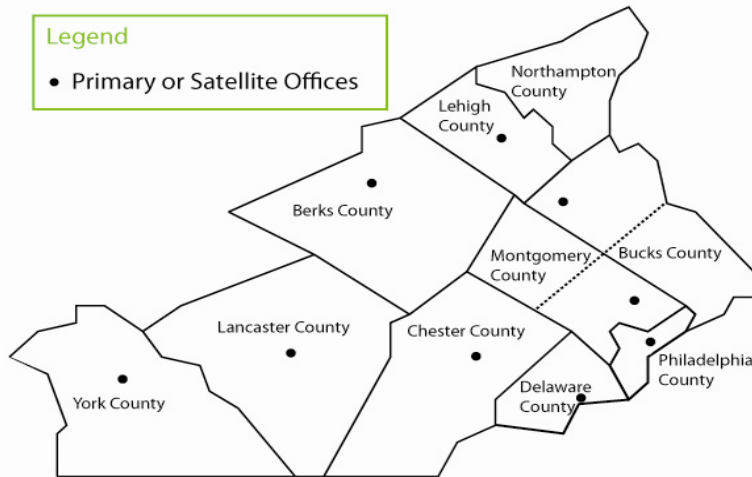 Legend
• Primary or Satellite Offices
Northampton
County
Lehigh
County
Berks County
Montgomery
County
Bucks County
Lancaster County
Chester County
Philadelphia
County
Delaware
County
York County